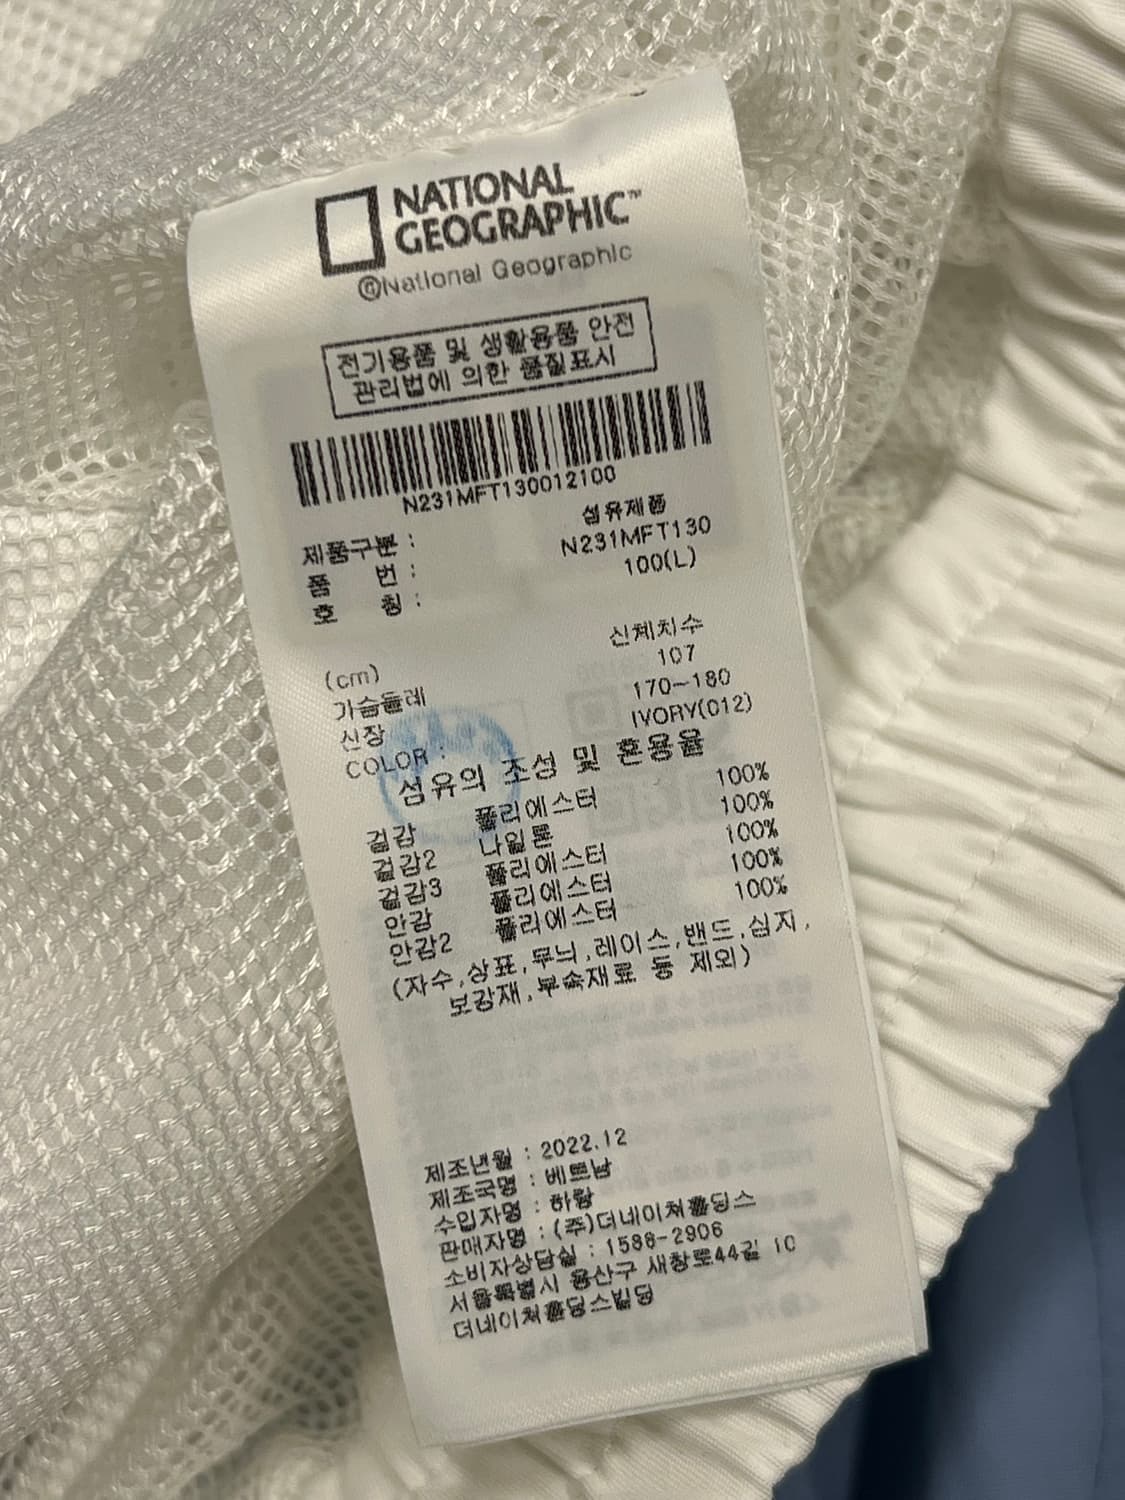 NATIONAL
GEOGRAPHIC™
©National Geographic
전기용품 및 생활용품 안전
관리법에 의한 품질표시
N231MFT130012100
제품구분 : 섬유제품
품 번 : N231MFT130
호 칭 : 100(L)
(cm) 신체치수
가슴둘레 107
신장 170~180
COLOR : IVORY(012)
섬유의 조성 및 혼용율
겉감 폴리에스터 100%
겉감2 나일론 100%
겉감3 폴리에스터 100%
안감 폴리에스터 100%
안감2 폴리에스터 100%
(자수,상표,무늬,레이스,밴드,심지,
보강재,부속재료 등 제외)
제조년월 : 2022.12
제조국명 : 베트남
수입자명 : 하람
판매자명 : (주)더네이쳐홀딩스
소비자상담실 : 1588-2906
서울특별시 용산구 새창로44길 10
더네이쳐홀딩스빌딩